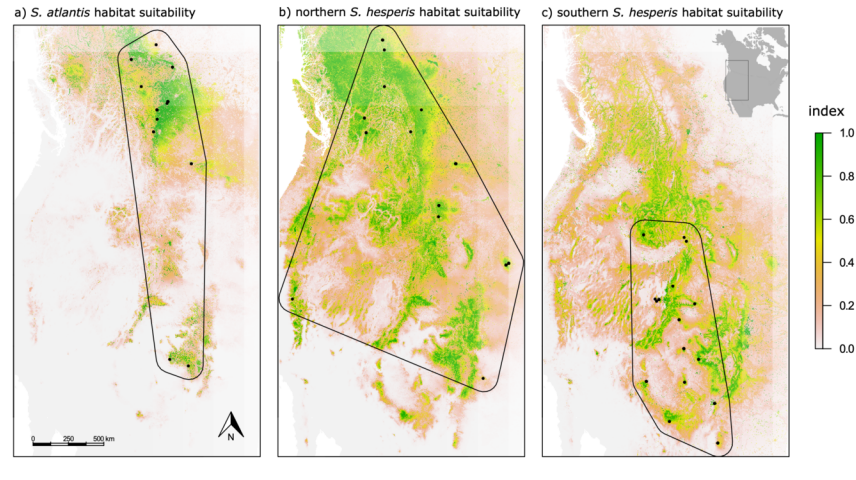 a) S. atlantis habitat suitability
b) northern S. hesperis habitat suitability
c) southern S. hesperis habitat suitability
index
1.0
0.8
0.6
0.4
0.2
0.0
0 250 500 km
N